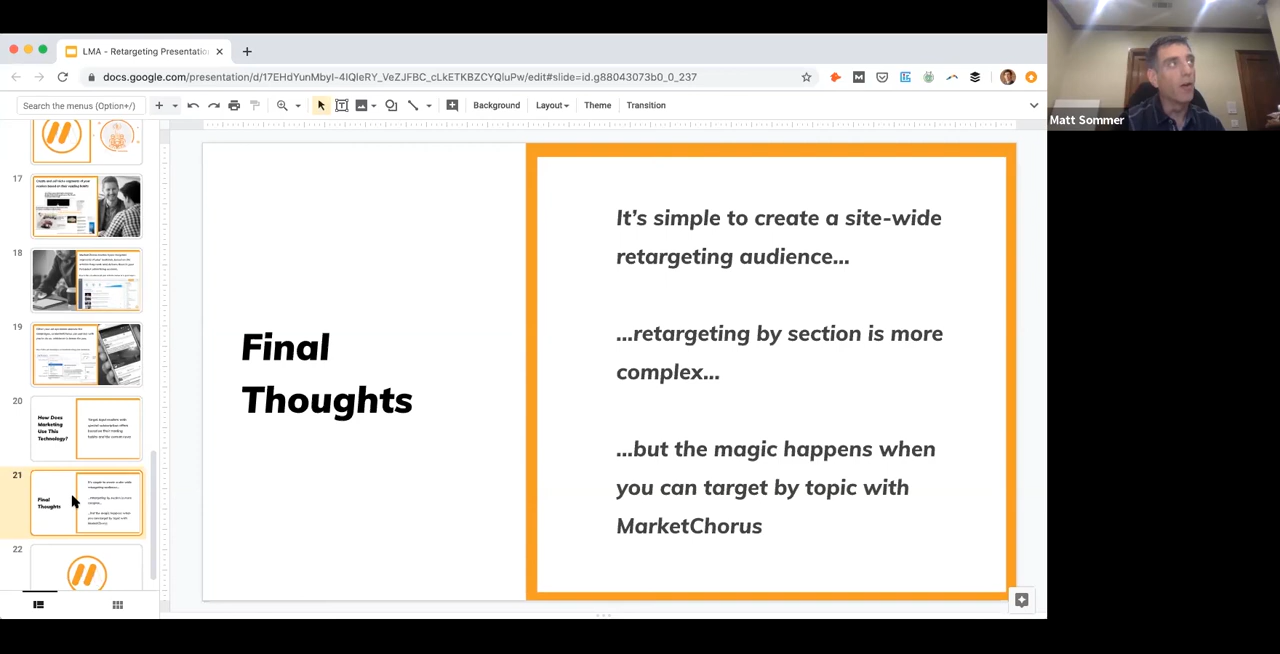 LMA - Retargeting Presentatio
docs.google.com/presentation/d/17EHdYunMbyI-4IQIeRY_VeZJFBC_cLkETKBZCYQluPw/edit#slide=id.g88043073b0_0_237
Search the menus (Option+/)
Background
Layout
Theme
Transition
Matt Sommer
17
18
19
20
How Does
Marketing
Use This
Technology?
21
Final
Thoughts
22
Final
Thoughts
It’s simple to create a site-wide
retargeting audience...
...retargeting by section is more
complex...
...but the magic happens when
you can target by topic with
MarketChorus